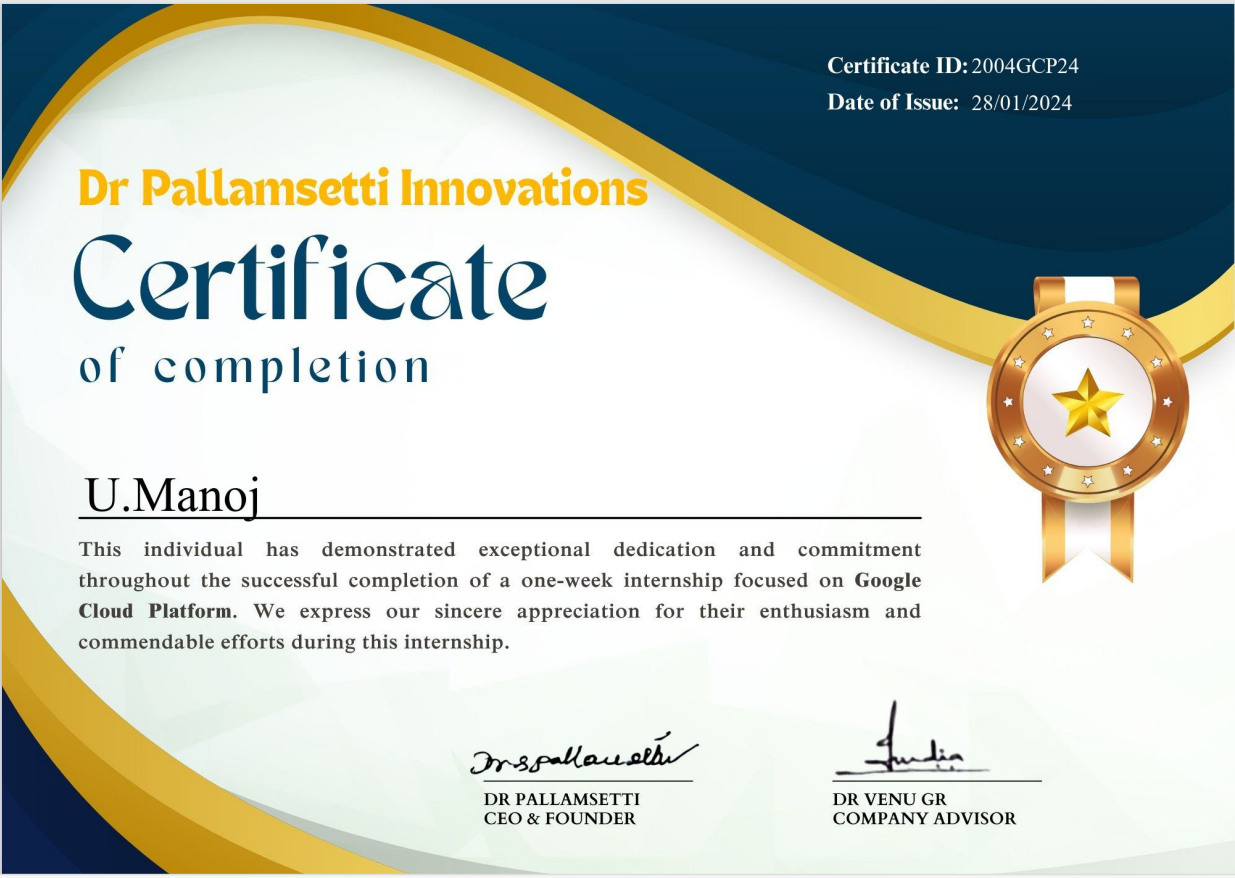 Certificate ID: 2004GCP24
Date of Issue: 28/01/2024
Dr Pallamsetti Innovations
Certificate
of completion
U.Manoj
This individual has demonstrated exceptional dedication and commitment
throughout the successful completion of a one-week internship focused on Google
Cloud Platform. We express our sincere appreciation for their enthusiasm and
commendable efforts during this internship.
DR PALLAMSETTI
CEO & FOUNDER
DR VENU GR
COMPANY ADVISOR